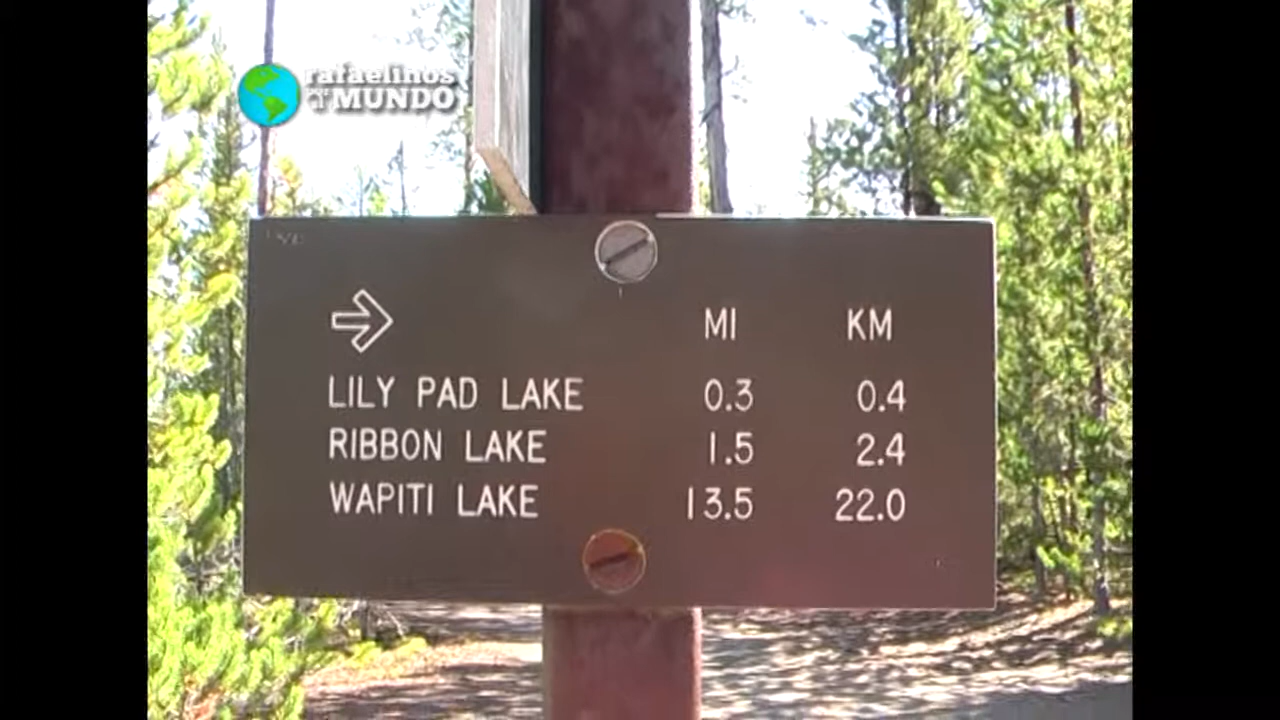 rafaelinos
MUNDO
MI KM
LILY PAD LAKE 0.3 0.4
RIBBON LAKE 1.5 2.4
WAPITI LAKE 13.5 22.0